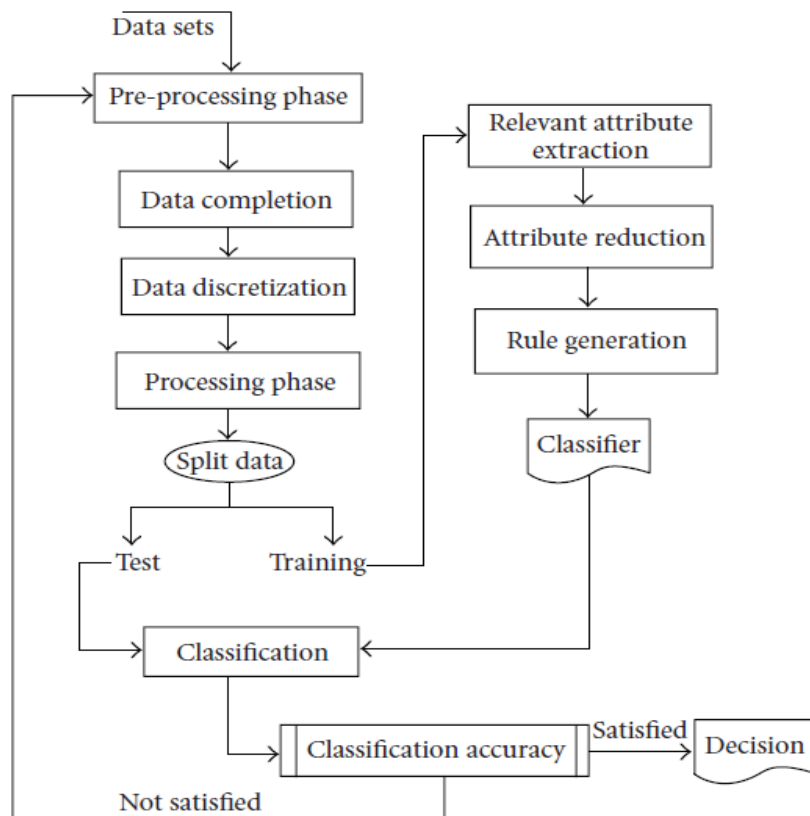 Data sets
Pre-processing phase
Data completion
Data discretization
Processing phase
Split data
Test
Training
Relevant attribute
extraction
Attribute reduction
Rule generation
Classifier
Classification
Classification accuracy
Satisfied
Decision
Not satisfied